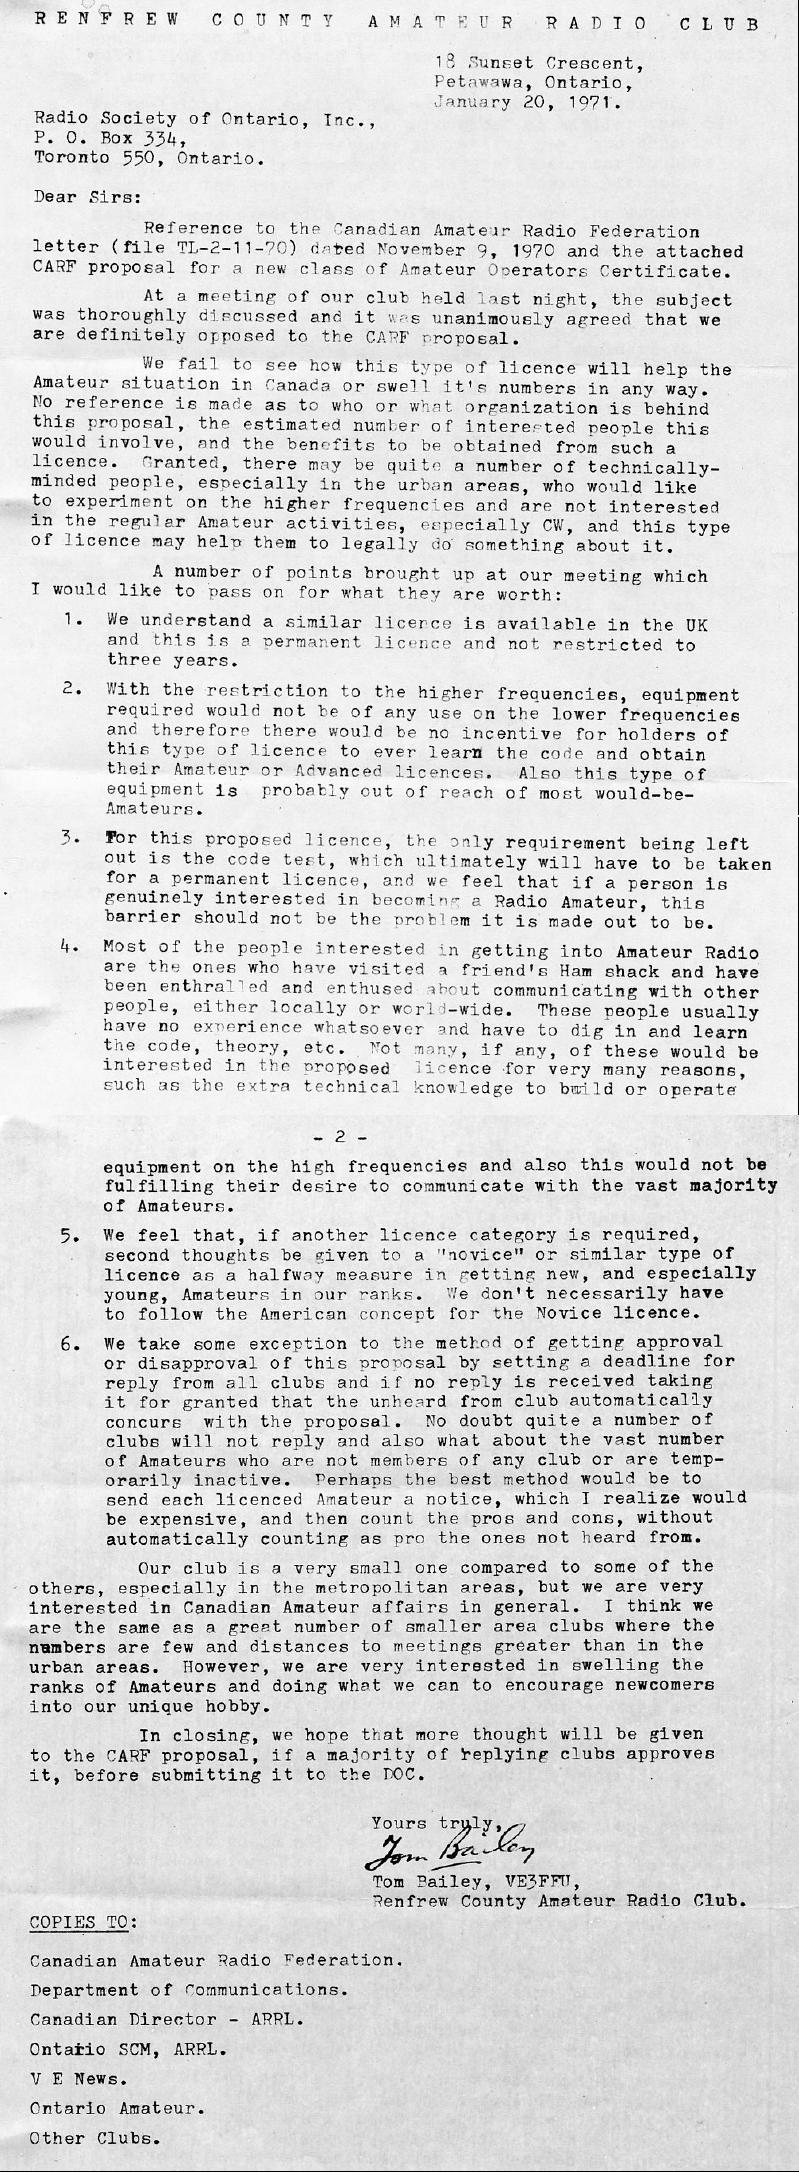 RENFREW COUNTY AMATEUR RADIO CLUB
18 Sunset Crescent,
Petawawa, Ontario,
January 20, 1971.
Radio Society of Ontario, Inc.,
P. O. Box 334,
Toronto 550, Ontario.
Dear Sirs:
Reference to the Canadian Amateur Radio Federation
letter (file TL-2-11-70) dated November 9, 1970 and the attached
CARF proposal for a new class of Amateur Operators Certificate.
At a meeting of our club held last night, the subject
was thoroughly discussed and it was unanimously agreed that we
are definitely opposed to the CARF proposal.
We fail to see how this type of licence will help the
Amateur situation in Canada or swell it's numbers in any way.
No reference is made as to who or what organization is behind
this proposal, the estimated number of interested people this
would involve, and the benefits to be obtained from such a
licence. Granted, there may be quite a number of technically-
minded people, especially in the urban areas, who would like
to experiment on the higher frequencies and are not interested
in the regular Amateur activities, especially CW, and this type
of licence may help them to legally do something about it.
A number of points brought up at our meeting which
I would like to pass on for what they are worth:
1. We understand a similar licence is available in the UK
and this is a permanent licence and not restricted to
three years.
2. With the restriction to the higher frequencies, equipment
required would not be of any use on the lower frequencies
and therefore there would be no incentive for holders of
this type of licence to ever learn the code and obtain
their Amateur or Advanced licences. Also this type of
equipment is probably out of reach of most would-be-
Amateurs.
3. For this proposed licence, the only requirement being left
out is the code test, which ultimately will have to be taken
for a permanent licence, and we feel that if a person is
genuinely interested in becoming a Radio Amateur, this
barrier should not be the problem it is made out to be.
4. Most of the people interested in getting into Amateur Radio
are the ones who have visited a friend's Ham shack and have
been enthralled and enthused about communicating with other
people, either locally or world-wide. These people usually
have no experience whatsoever and have to dig in and learn
the code, theory, etc. Not many, if any, of these would be
interested in the proposed licence for very many reasons,
such as the extra technical knowledge to build or operate
- 2 -
equipment on the high frequencies and also this would not be
fulfilling their desire to communicate with the vast majority
of Amateurs.
5. We feel that, if another licence category is required,
second thoughts be given to a "novice" or similar type of
licence as a halfway measure in getting new, and especially
young, Amateurs in our ranks. We don't necessarily have
to follow the American concept for the Novice licence.
6. We take some exception to the method of getting approval
or disapproval of this proposal by setting a deadline for
reply from all clubs and if no reply is received taking
it for granted that the unheard from club automatically
concurs with the proposal. No doubt quite a number of
clubs will not reply and also what about the vast number
of Amateurs who are not members of any club or are temp-
orarily inactive. Perhaps the best method would be to
send each licenced Amateur a notice, which I realize would
be expensive, and then count the pros and cons, without
automatically counting as pro the ones not heard from.
Our club is a very small one compared to some of the
others, especially in the metropolitan areas, but we are very
interested in Canadian Amateur affairs in general. I think we
are the same as a great number of smaller area clubs where the
numbers are few and distances to meetings greater than in the
urban areas. However, we are very interested in swelling the
ranks of Amateurs and doing what we can to encourage newcomers
into our unique hobby.
In closing, we hope that more thought will be given
to the CARF proposal, if a majority of replying clubs approves
it, before submitting it to the DOC.
Yours truly,
Tom Bailey
Tom Bailey, VE3FFU,
Renfrew County Amateur Radio Club.
COPIES TO:
Canadian Amateur Radio Federation.
Department of Communications.
Canadian Director - ARRL.
Ontario SCM, ARRL.
V E News.
Ontario Amateur.
Other Clubs.